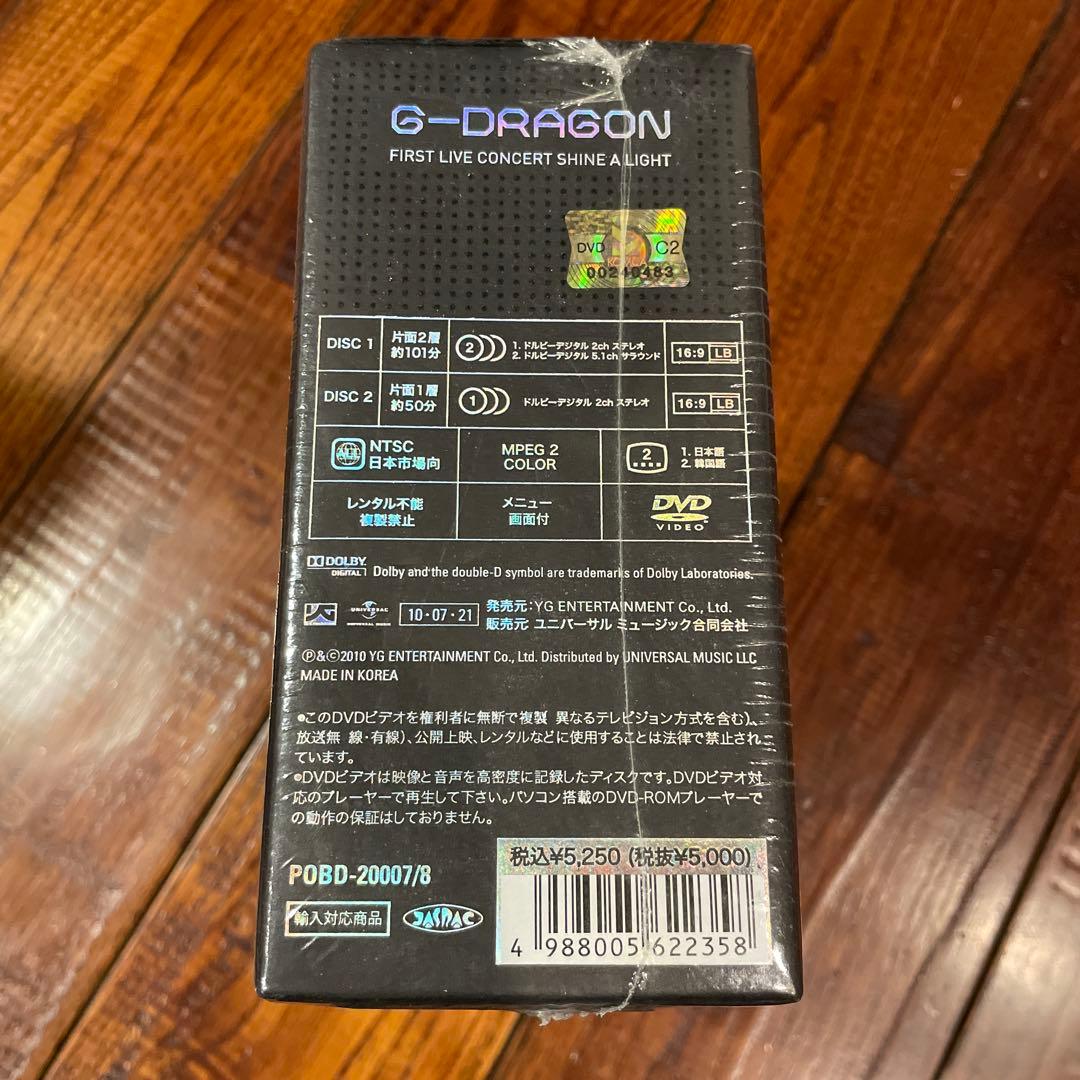 G-DRAGON
FIRST LIVE CONCERT SHINE A LIGHT
DVD C2
KOMCA
00240483
DISC 1
片面2層
約101分
2
1. ドルビーデジタル 2ch ステレオ
2. ドルビーデジタル 5.1ch サラウンド
16:9 LB
DISC 2
片面1層
約50分
1
ドルビーデジタル 2ch ステレオ
16:9 LB
ALL
NTSC
日本市場向
MPEG 2
COLOR
2
1. 日本語
2. 韓国語
レンタル不能
複製禁止
メニュー
画面付
DVD
VIDEO
DOLBY
DIGITAL
Dolby and the double-D symbol are trademarks of Dolby Laboratories.
YG
UNIVERSAL
UNIVERSAL MUSIC
10・07・21
発売元:YG ENTERTAINMENT Co., Ltd.
販売元 ユニバーサル ミュージック合同会社
Ⓟ&©2010 YG ENTERTAINMENT Co., Ltd. Distributed by UNIVERSAL MUSIC LLC
MADE IN KOREA
●このDVDビデオを権利者に無断で複製 異なるテレビジョン方式を含む)、
放送無 線・有線)、公開上映、レンタルなどに使用することは法律で禁止され
ています。
●DVDビデオは映像と音声を高密度に記録したディスクです。DVDビデオ対
応のプレーヤーで再生して下さい。パソコン搭載のDVD-ROMプレーヤーで
の動作の保証はしておりません。
税込¥5,250 (税抜¥5,000)
POBD-20007/8
輸入対応商品
JASRAC
4 988005 622358